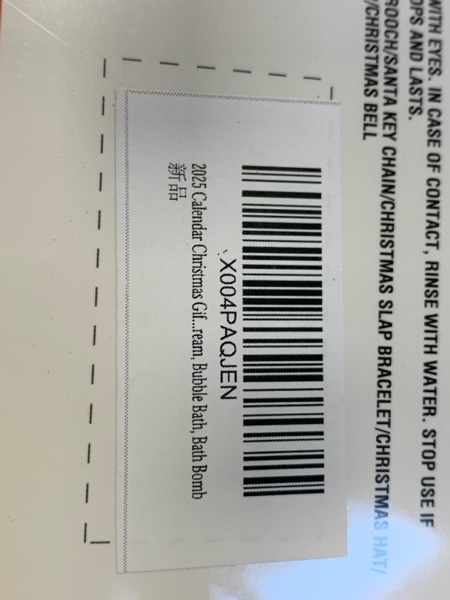 WITH EYES. IN CASE OF CONTACT, RINSE WITH WATER. STOP USE IF
OPS AND LASTS.
ROOCH/SANTA KEY CHAIN/CHRISTMAS SLAP BRACELET/CHRISTMAS HAT/
/CHRISTMAS BELL
X004PAQJEN
2025 Calendar Christmas Gif...ream, Bubble Bath, Bath Bomb
新品